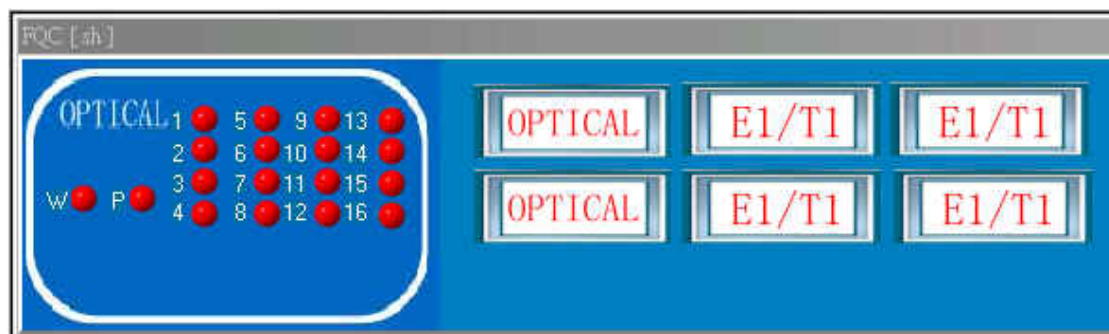 FQC [ sh ]
OPTICAL
1 5 9 13
2 6 10 14
3 7 11 15
W P
4 8 12 16
OPTICAL E1/T1 E1/T1
OPTICAL E1/T1 E1/T1